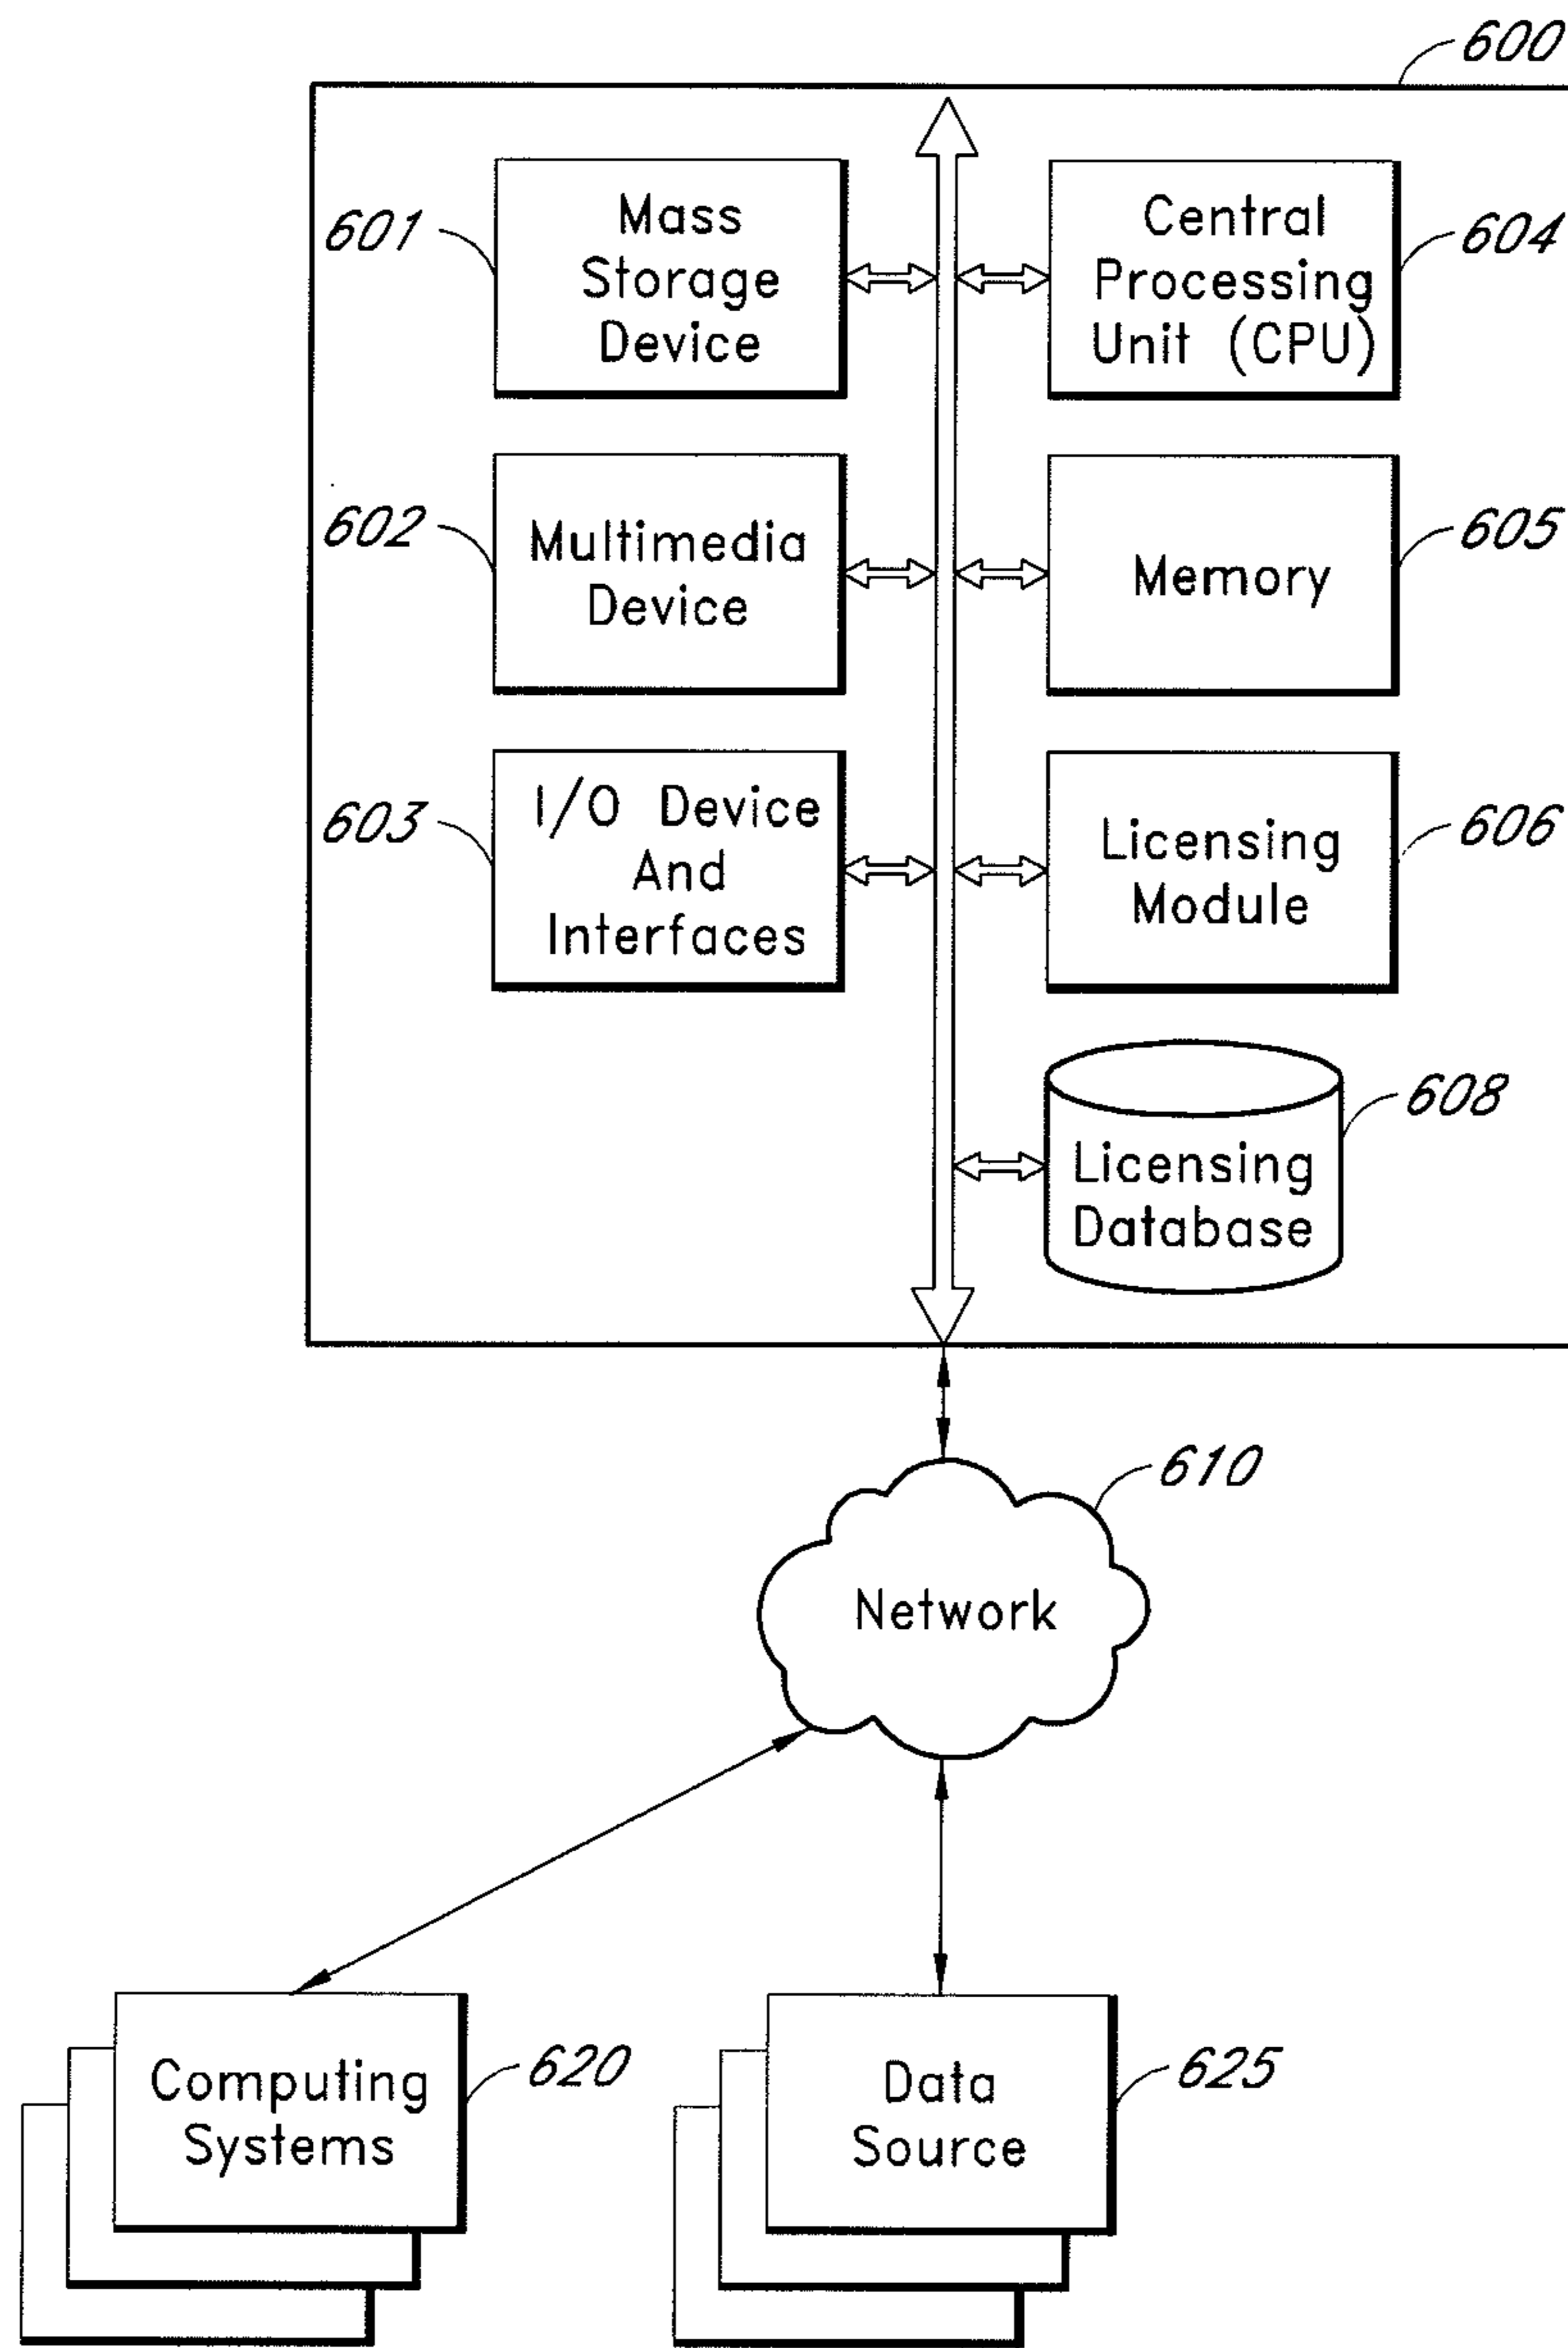 600
601
Mass
Storage
Device
Central
Processing
Unit (CPU)
604
602
Multimedia
Device
Memory
605
603
I/O Device
And
Interfaces
Licensing
Module
606
Licensing
Database
608
610
Network
Computing
Systems
620
Data
Source
625